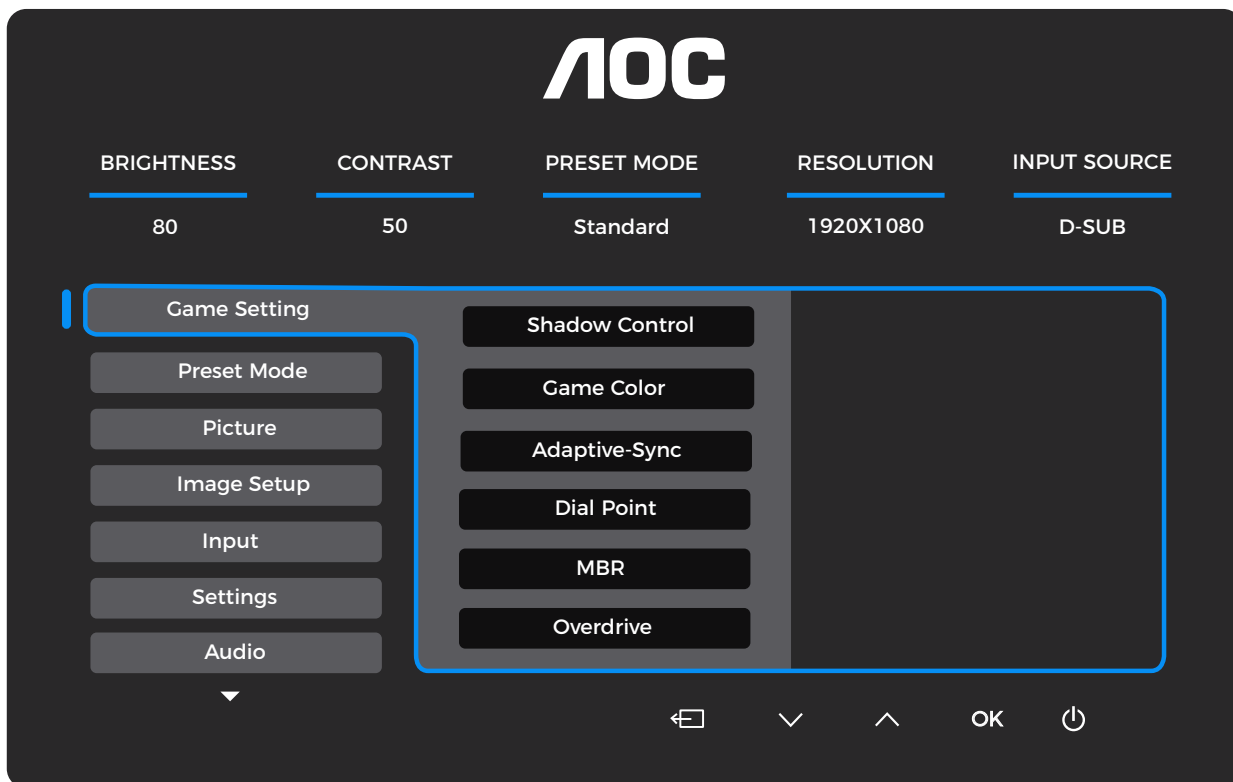 AOC
BRIGHTNESS CONTRAST PRESET MODE RESOLUTION INPUT SOURCE
80 50 Standard 1920X1080 D-SUB
Game Setting
Preset Mode
Picture
Image Setup
Input
Settings
Audio
Shadow Control
Game Color
Adaptive-Sync
Dial Point
MBR
Overdrive
OK